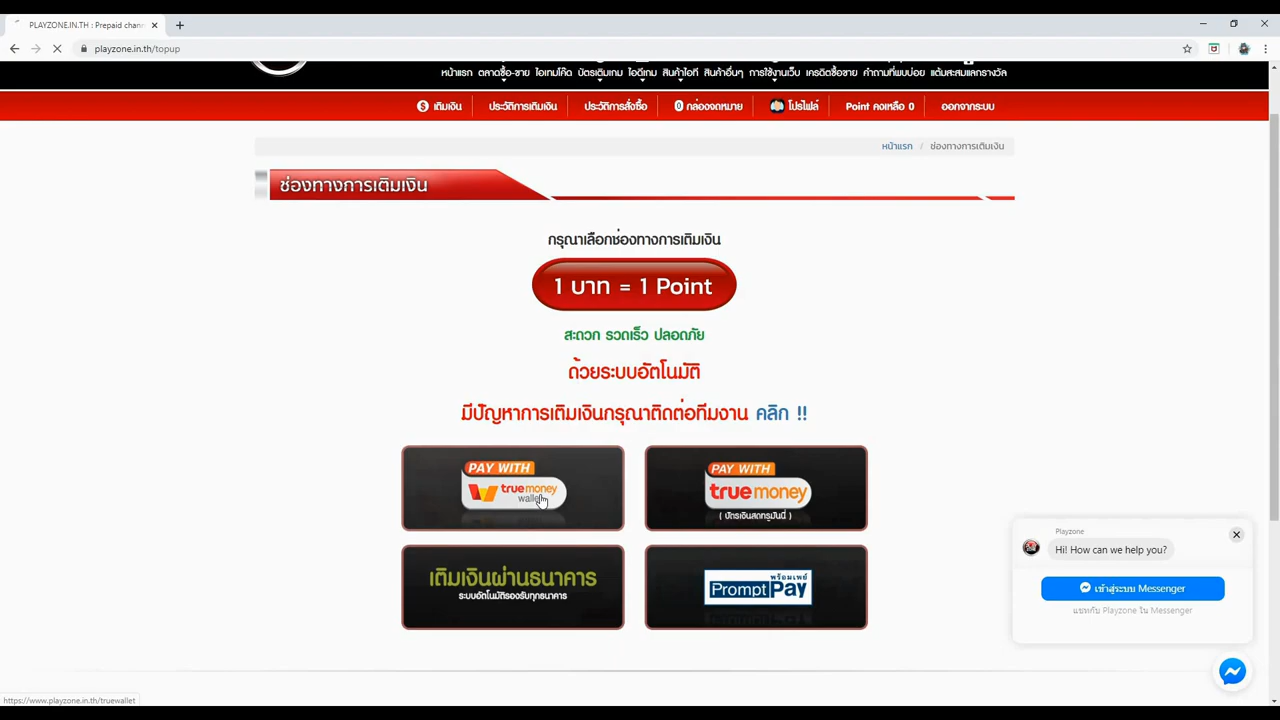 PLAYZONE.IN.TH : Prepaid chann
playzone.in.th/topup
หน้าแรก ตลาดซื้อ-ขาย ไอเทมโค้ด บัตรเติมเกม ไอดีเกม สินค้าไอที สินค้าอื่นๆ การใช้งานเว็บ เครดิตซื้อขาย คำถามที่พบบ่อย แต้มสะสมแลกรางวัล
เติมเงิน ประวัติการเติมเงิน ประวัติการสั่งซื้อ 0 กล่องจดหมาย โปรไฟล์ Point คงเหลือ 0 ออกจากระบบ
หน้าแรก / ช่องทางการเติมเงิน
ช่องทางการเติมเงิน
กรุณาเลือกช่องทางการเติมเงิน
1 บาท = 1 Point
สะดวก รวดเร็ว ปลอดภัย
ด้วยระบบอัตโนมัติ
มีปัญหาการเติมเงินกรุณาติดต่อทีมงาน คลิก !!
PAY WITH
truemoney
wallet
PAY WITH
truemoney
( บัตรเงินสดทรูมันนี่ )
เติมเงินผ่านธนาคาร
ระบบอัตโนมัติรองรับทุกธนาคาร
พร้อมเพย์
PromptPay
Playzone
Hi! How can we help you?
เข้าสู่ระบบ Messenger
แชทกับ Playzone ใน Messenger
https://www.playzone.in.th/truewallet